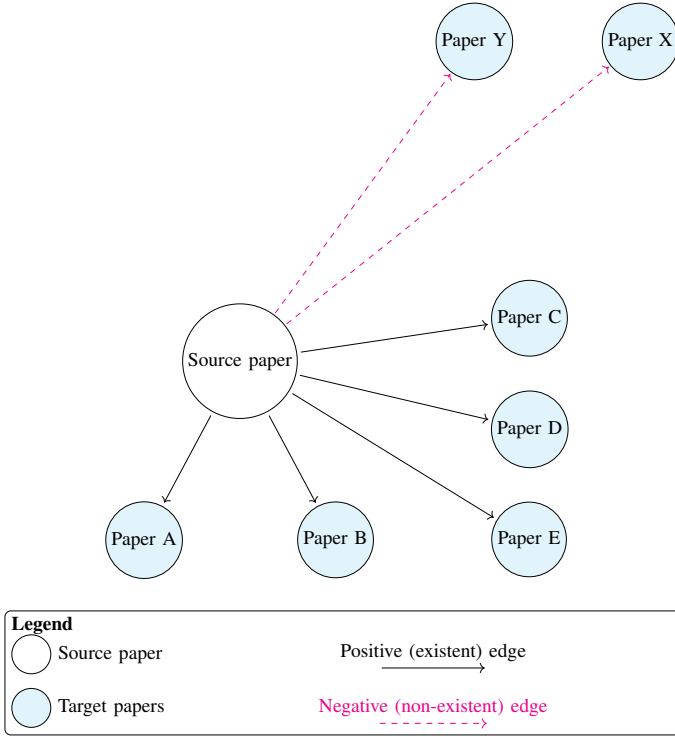 Paper Y
Paper X
Paper C
Source paper
Paper D
Paper A
Paper B
Paper E
Legend
Source paper
Positive (existent) edge
Target papers
Negative (non-existent) edge